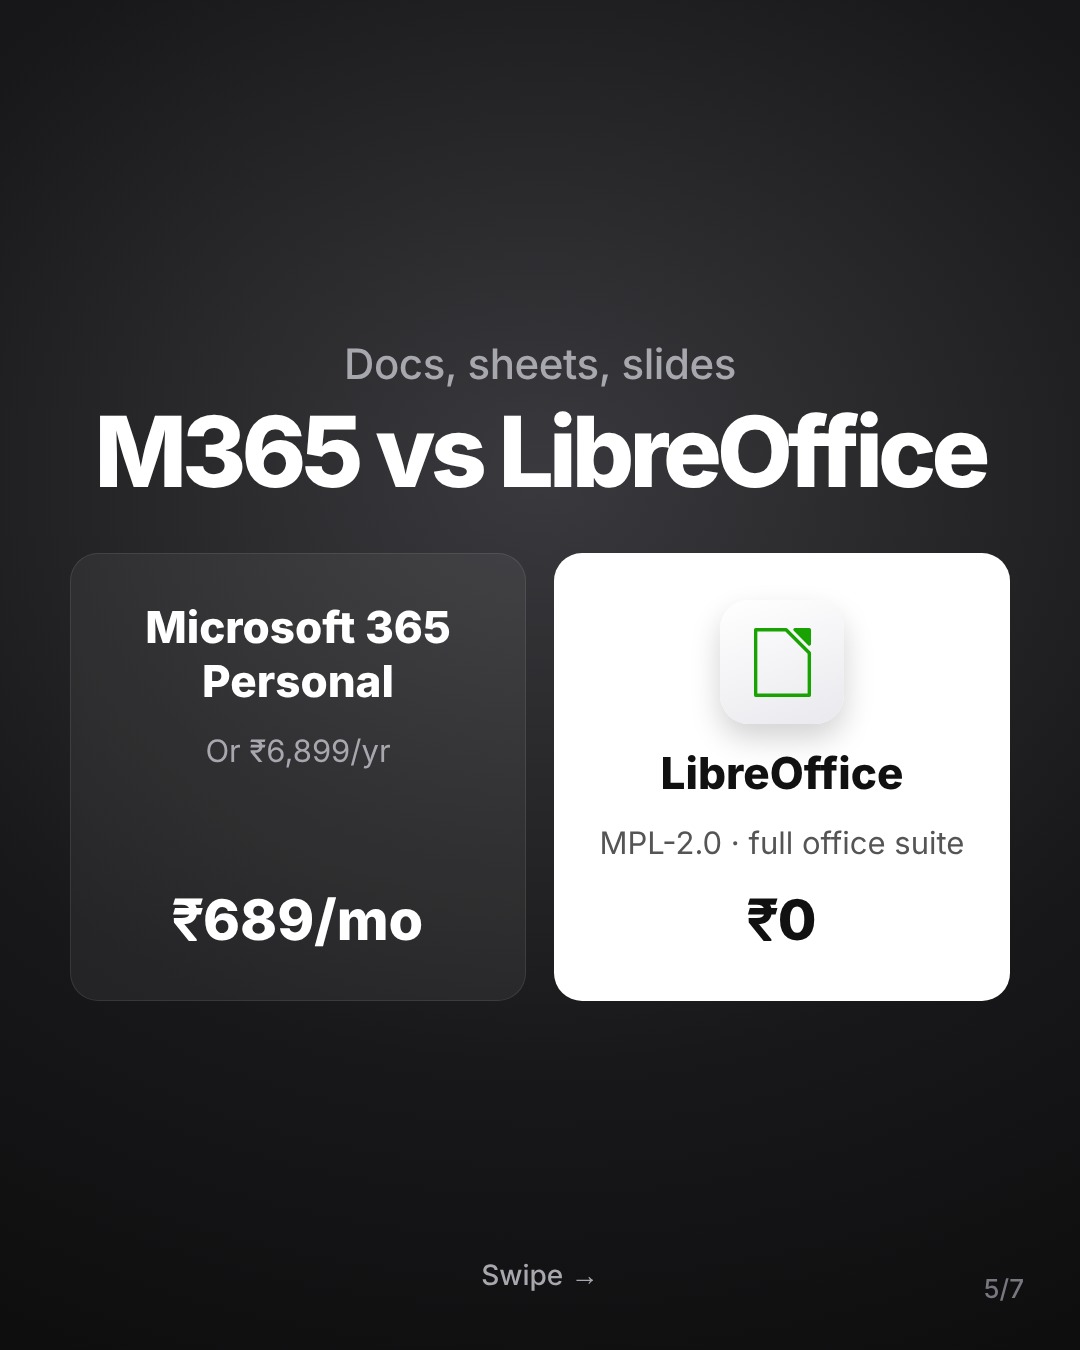 Docs, sheets, slides
M365 vs LibreOffice
Microsoft 365
Personal
Or ₹6,899/yr
₹689/mo
LibreOffice
MPL-2.0 · full office suite
₹0
Swipe →
5/7